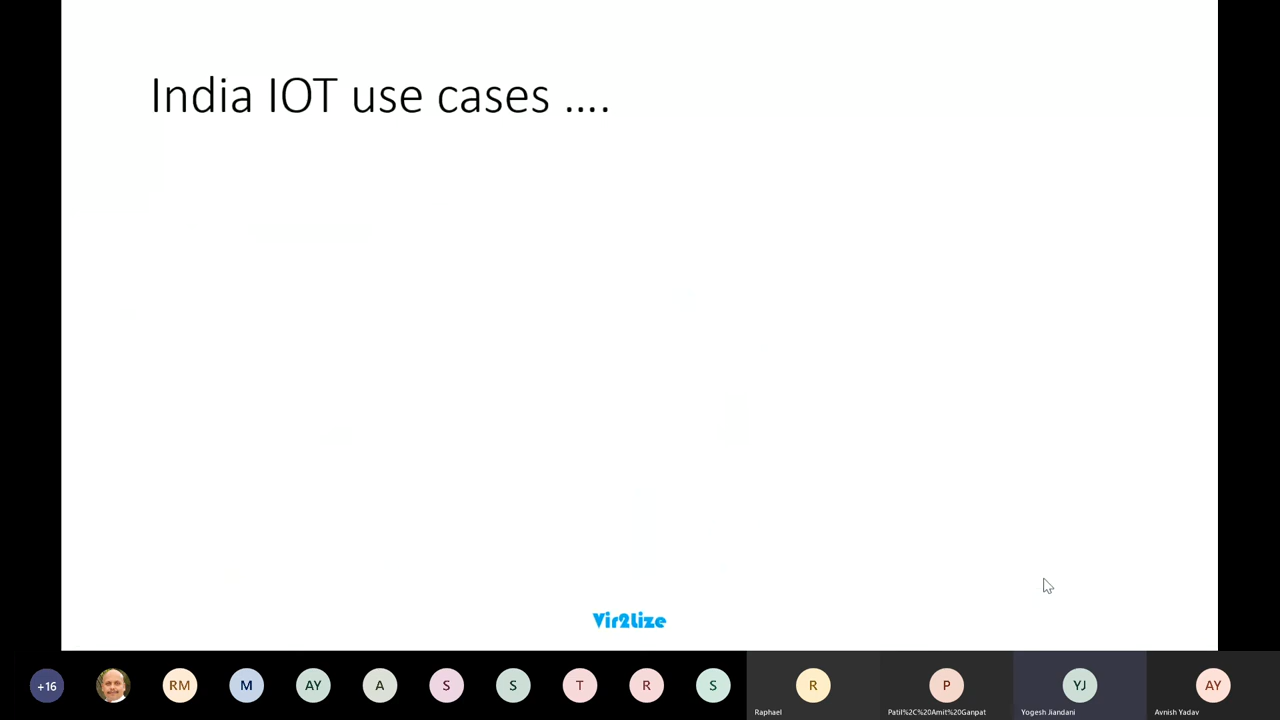 India IOT use cases ....
Vir2Lize
+16
RM
M
AY
A
S
S
T
R
S
R
P
YJ
AY
Raphael
Patil%2C%20Amit%20Ganpat
Yogesh Jiandani
Avnish Yadav